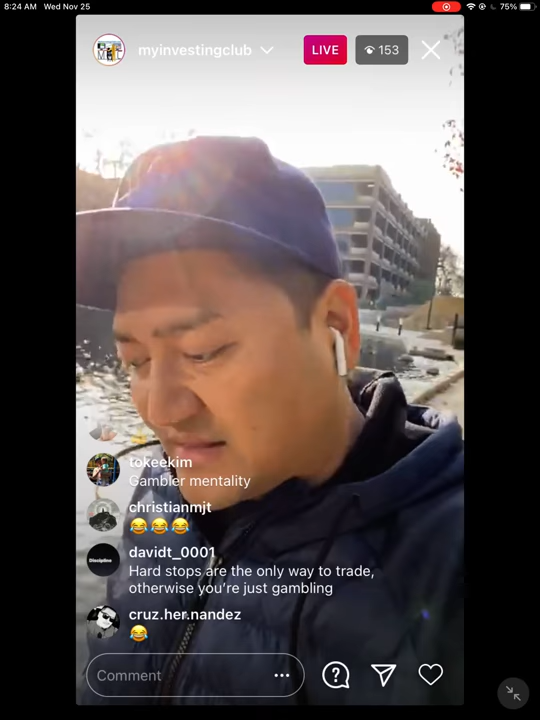 8:24 AM Wed Nov 25
75%
myinvestingclub
LIVE
153
tokeekim
Gambler mentality
christianmjt
davidt_0001
Discipline
Hard stops are the only way to trade,
otherwise you're just gambling
cruz.her.nandez
Comment